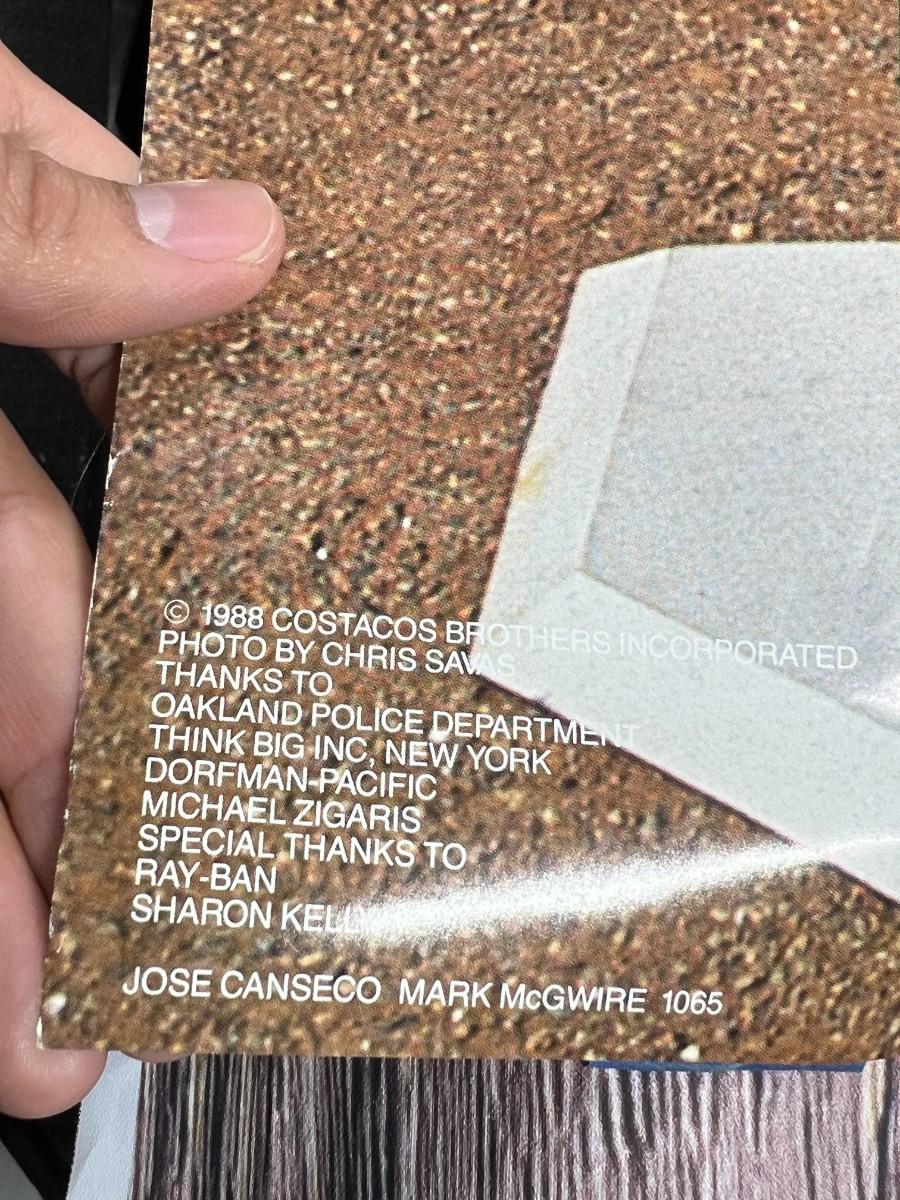 © 1988 COSTACOS BROTHERS INCORPORATED
PHOTO BY CHRIS SAVAS
THANKS TO
OAKLAND POLICE DEPARTMENT
THINK BIG INC, NEW YORK
DORFMAN-PACIFIC
MICHAEL ZIGARIS
SPECIAL THANKS TO
RAY-BAN
SHARON KELLY
JOSE CANSECO MARK McGWIRE 1065